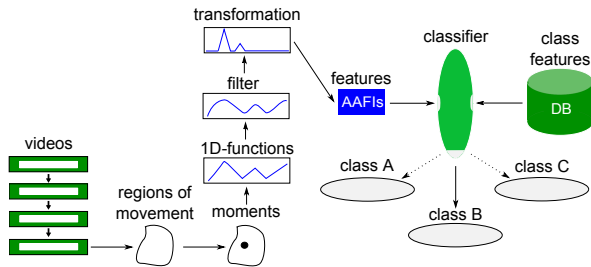 transformation
filter
1D-functions
videos
regions of
movement
moments
features
AAFIs
classifier
class
features
DB
class A
class B
class C